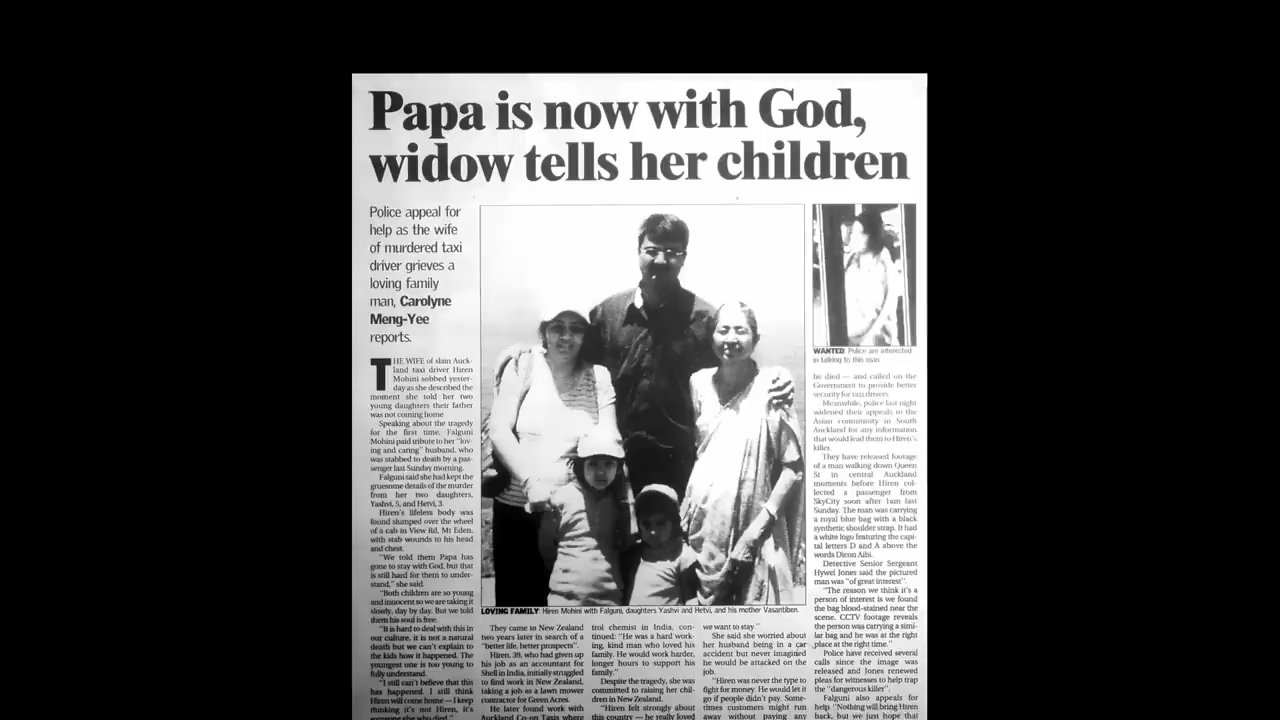 Papa is now with God,
widow tells her children
Police appeal for
help as the wife
of murdered taxi
driver grieves a
loving family
man, Carolyne
Meng-Yee
reports.
THE WIFE of slain Auck-
land taxi driver Hiren
Mohini sobbed yester-
day as she described the
moment she told her two
young daughters their father
was not coming home
Speaking about the tragedy
for the first time, Falguni
Mohini paid tribute to her "lov-
ing and caring" husband, who
was stabbed to death by a pas-
senger last Sunday morning.
Falguni said she had kept the
gruesome details of the murder
from her two daughters,
Yashvi, 5, and Hetvi, 3.
Hiren's lifeless body was
found slumped over the wheel
of a cab in View Rd, Mt Eden,
with stab wounds to his head
and chest.
"We told them Papa has
gone to stay with God, but that
is still hard for them to under-
stand," she said.
"Both children are so young
and innocent so we are taking it
slowly, day by day. But we told
them his soul is free.
"It is hard to deal with this in
our culture, it is not a natural
death but we can't explain to
the kids how it happened. The
youngest one is too young to
fully understand.
"I still can't believe that this
has happened. I still think
Hiren will come home — I keep
thinking it's not Hiren, it's
someone else who died."
LOVING FAMILY: Hiren Mohini with Falguni, daughters Yashvi and Hetvi, and his mother Vasantiben.
They came to New Zealand
two years later in search of a
"better life, better prospects".
Hiren, 39, who had given up
his job as an accountant for
Shell in India, initially struggled
to find work in New Zealand,
taking a job as a lawn mower
contractor for Green Acres.
He later found work with
Auckland Co-op Taxis where
trol chemist in India, con-
tinued: "He was a hard work-
ing, kind man who loved his
family. He would work harder,
longer hours to support his
family."
Despite the tragedy, she was
committed to raising her chil-
dren in New Zealand.
"Hiren felt strongly about
this country — he really loved
we want to stay."
She said she worried about
her husband being in a car
accident but never imagined
he would be attacked on the
job.
"Hiren was never the type to
fight for money. He would let it
go if people didn't pay. Some-
times customers might run
away without paying any
WANTED: Police are interested
in talking to this man
he died — and called on the
Government to provide better
security for taxi drivers.
Meanwhile, police last night
widened their appeals to the
Asian community in South
Auckland for any information
that would lead them to Hiren's
killer.
They have released footage
of a man walking down Queen
St in central Auckland
moments before Hiren col-
lected a passenger from
SkyCity soon after 1am last
Sunday. The man was carrying
a royal blue bag with a black
synthetic shoulder strap. It had
a white logo featuring the capi-
tal letters D and A above the
words Dicon Aibi.
Detective Senior Sergeant
Hywel Jones said the pictured
man was "of great interest".
"The reason we think it's a
person of interest is we found
the bag blood-stained near the
scene. CCTV footage reveals
the person was carrying a simi-
lar bag and he was at the right
place at the right time."
Police have received several
calls since the image was
released and Jones renewed
pleas for witnesses to help trap
the "dangerous killer".
Falguni also appeals for
help. "Nothing will bring Hiren
back, but we just hope that